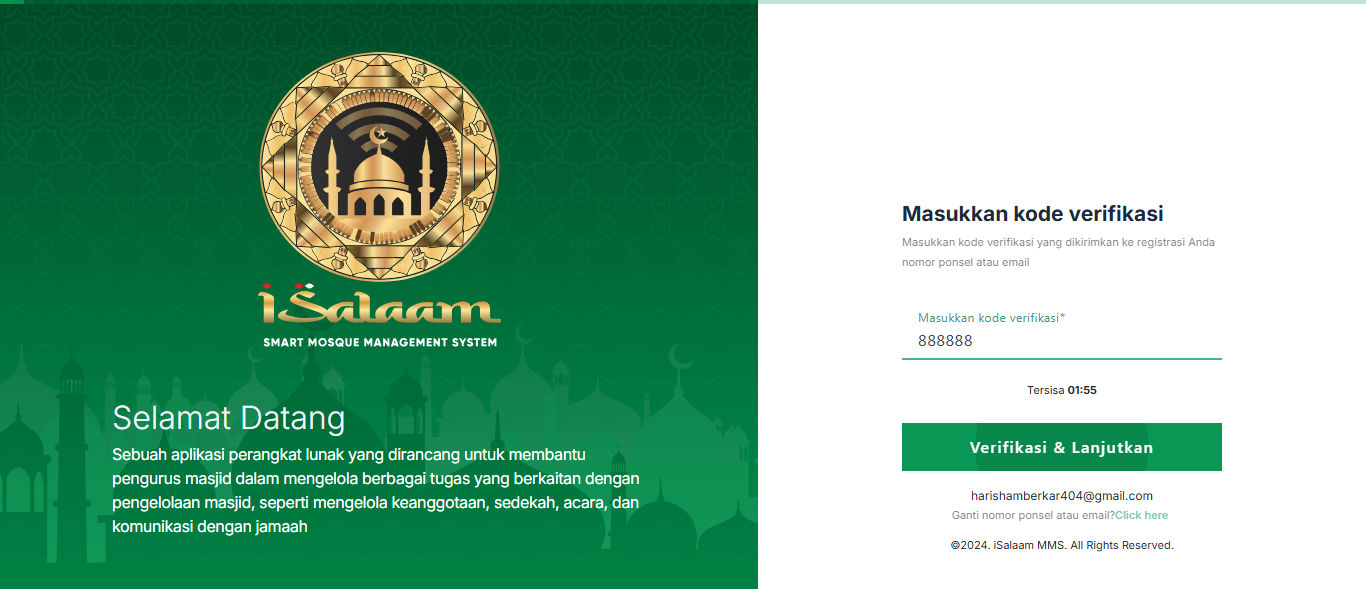 iSalaam
SMART MOSQUE MANAGEMENT SYSTEM
Selamat Datang
Sebuah aplikasi perangkat lunak yang dirancang untuk membantu
pengurus masjid dalam mengelola berbagai tugas yang berkaitan dengan
pengelolaan masjid, seperti mengelola keanggotaan, sedekah, acara, dan
komunikasi dengan jamaah
Masukkan kode verifikasi
Masukkan kode verifikasi yang dikirimkan ke registrasi Anda
nomor ponsel atau email
Masukkan kode verifikasi*
888888
Tersisa 01:55
Verifikasi & Lanjutkan
harishamberkar404@gmail.com
Ganti nomor ponsel atau email?Click here
©2024. iSalaam MMS. All Rights Reserved.